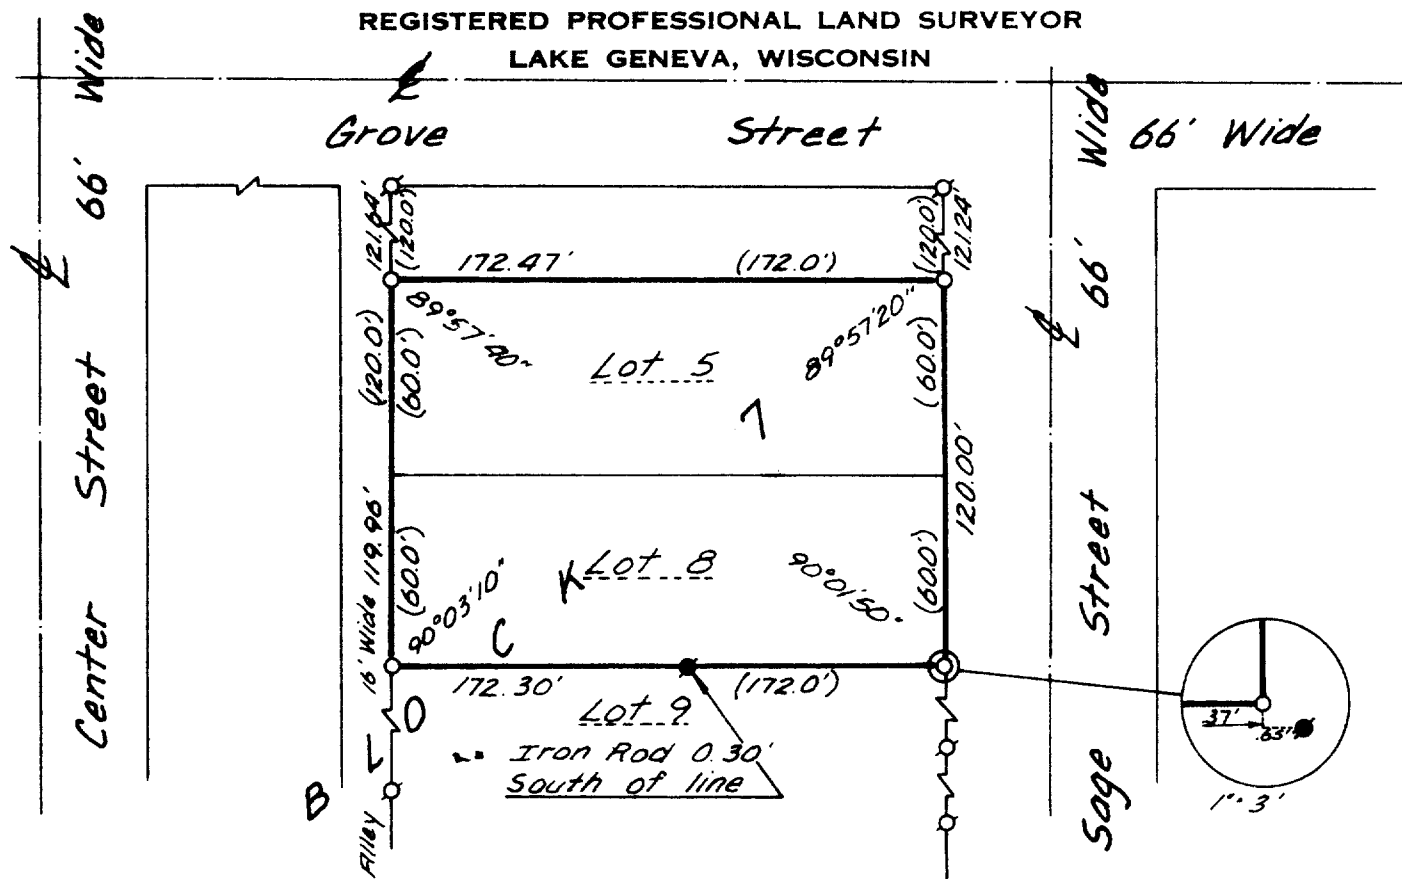 REGISTERED PROFESSIONAL LAND SURVEYOR
LAKE GENEVA, WISCONSIN
℄
Grove Street 66' Wide
Center Street 66' Wide
℄
Sage Street 66' Wide
℄
121.64'
(120.0')
(120.0')
121.24'
172.47' (172.0')
89°57'40"
89°57'20"
(120.0')
(60.0')
(60.0')
Lot 5
7
119.96'
120.00'
(60.0')
(60.0')
Lot 8
K
90°03'10"
90°01'50"
C
172.30' (172.0')
O
L
B
Lot 9
Iron Rod 0.30'
South of line
16' Wide
Alley
.37'
.63'
1"=3'